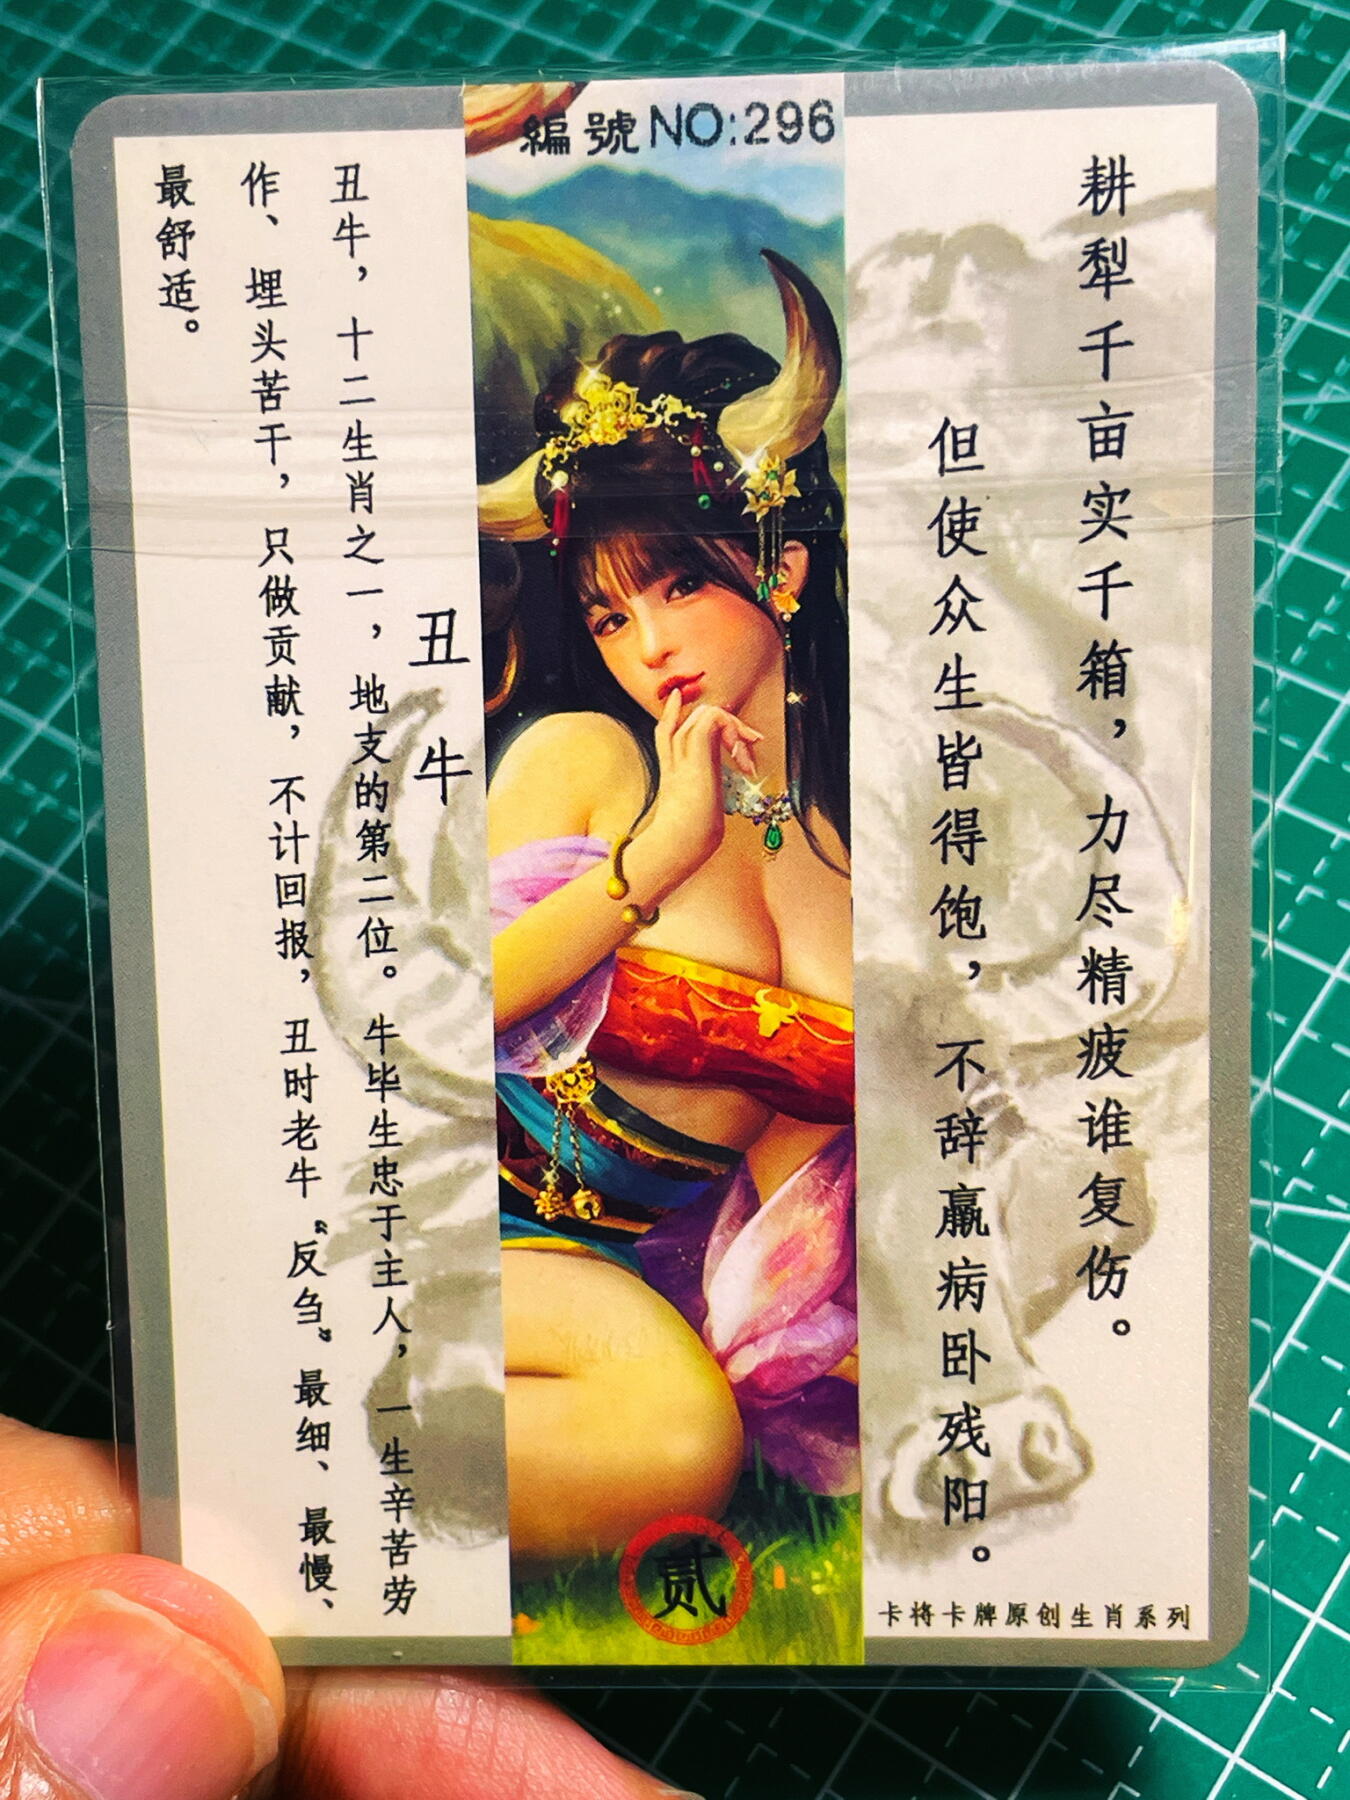 編號NO:296
耕犁千亩实千箱，力尽精疲谁复伤。
但使众生皆得饱，不辞羸病卧残阳。
卡将卡牌原创生肖系列
贰
丑牛
丑牛，十二生肖之一，地支的第二位。牛毕生忠于主人，一生辛苦劳
作、埋头苦干，只做贡献，不计回报，丑时老牛“反刍”最细、最慢、
最舒适。